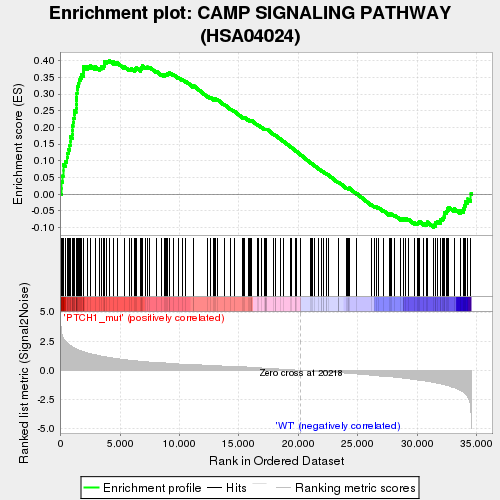 Enrichment plot: CAMP SIGNALING PATHWAY
(HSA04024)
Enrichment score (ES)
0.40
0.35
0.30
0.25
0.20
0.15
0.10
0.05
0.00
-0.05
-0.10
'PTCH1_mut' (positively correlated)
Ranked list metric (Signal2Noise)
5.0
2.5
0.0
-2.5
-5.0
Zero cross at 20218
'WT' (negatively correlated)
0
5,000
10,000
15,000
20,000
25,000
30,000
35,000
Rank in Ordered Dataset
Enrichment profile
Hits
Ranking metric scores